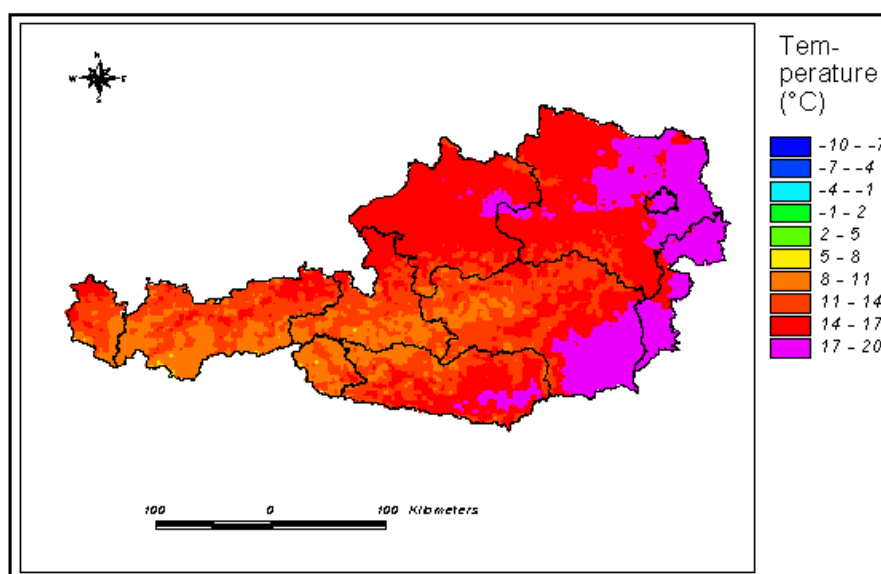 N
W E
S
Tem-
perature
(°C)
-10 - -7
-7 - -4
-4 - -1
-1 - 2
2 - 5
5 - 8
8 - 11
11 - 14
14 - 17
17 - 20
100 0 100 Kilometers